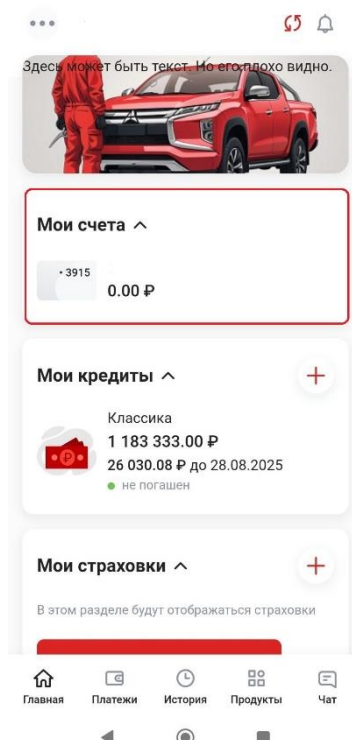 Здесь может быть текст. Но его плохо видно.
Мои счета
• 3915
0.00 ₽
Мои кредиты
Классика
1 183 333.00 ₽
26 030.08 ₽ до 28.08.2025
не погашен
Мои страховки
В этом разделе будут отображаться страховки
Главная Платежи История Продукты Чат